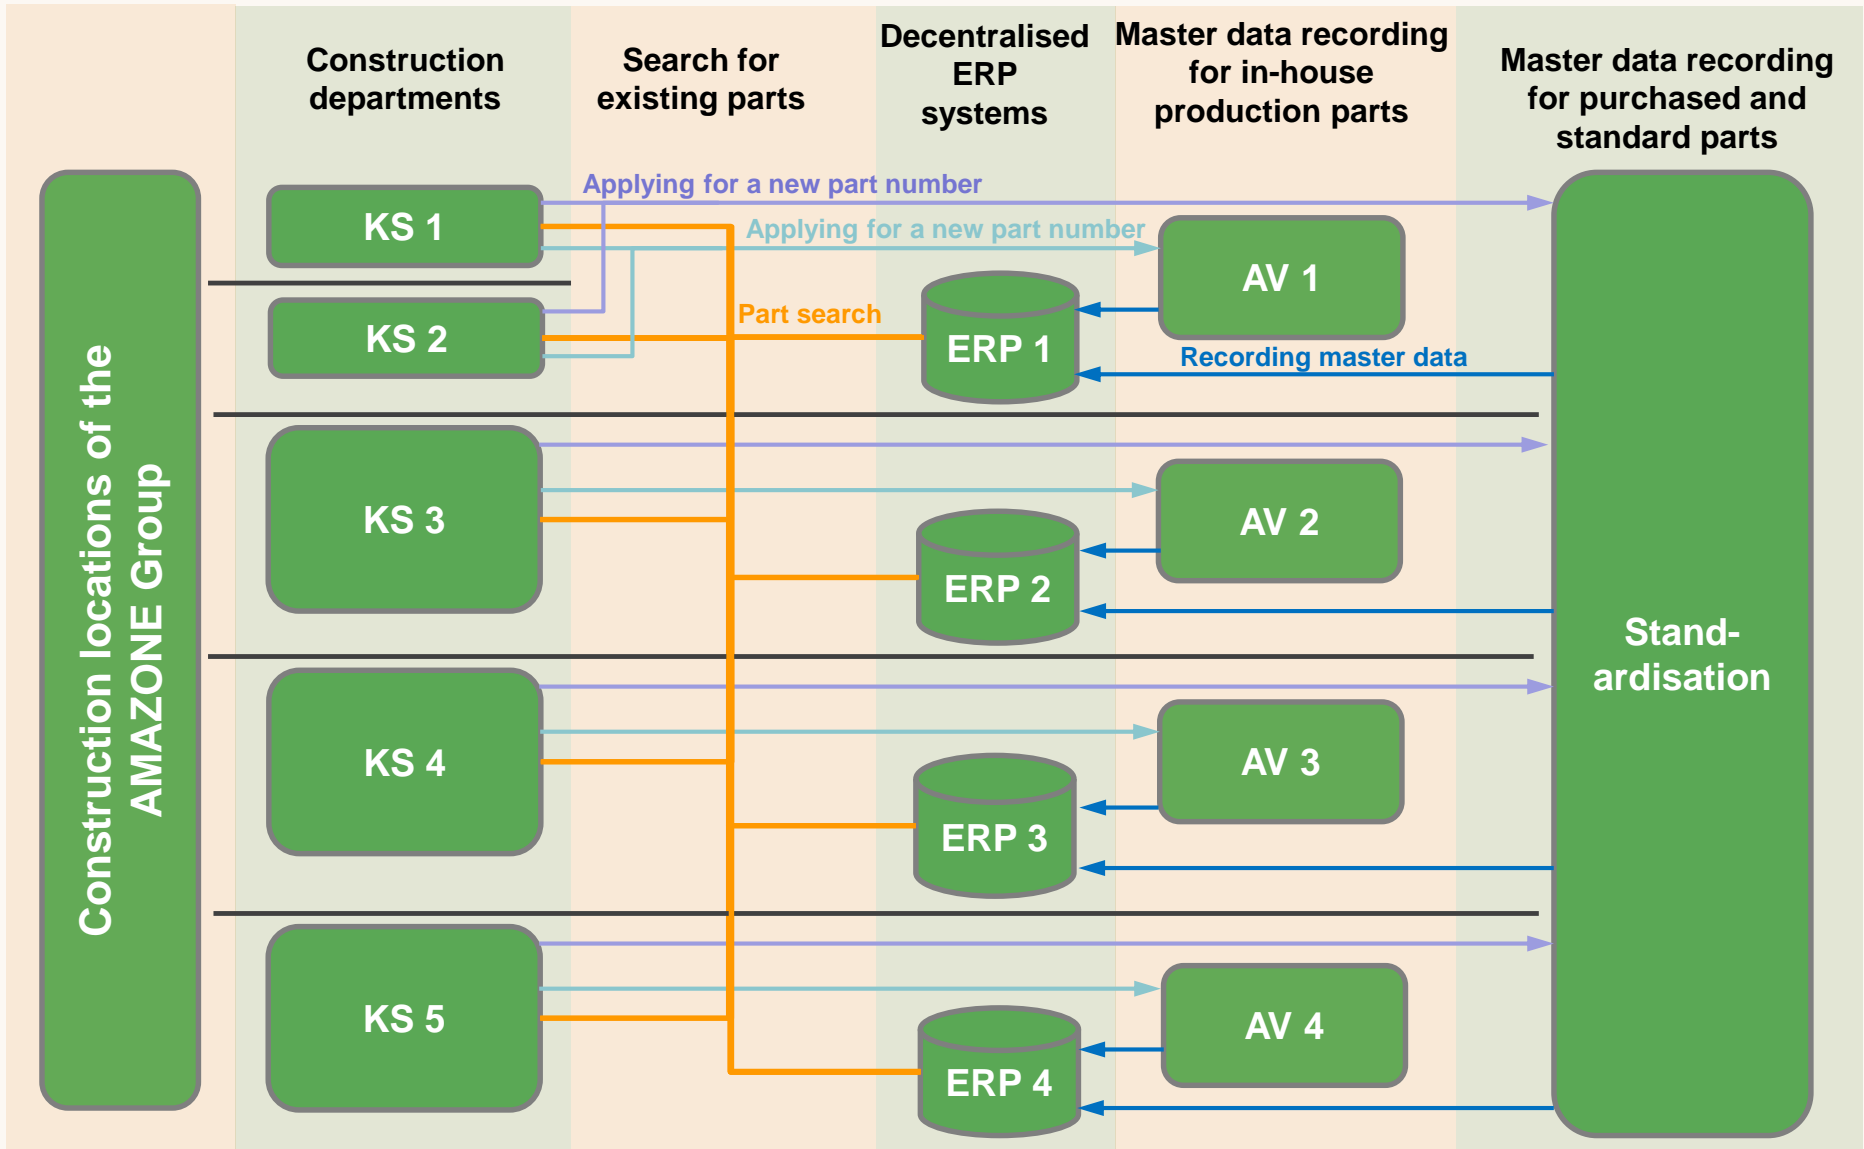 Construction
departments
Search for
existing parts
Decentralised
ERP
systems
Master data recording
for in-house
production parts
Master data recording
for purchased and
standard parts
Construction locations of the
AMAZONE Group
Applying for a new part number
KS 1
Applying for a new part number
AV 1
KS 2
Part search
ERP 1
Recording master data
KS 3
AV 2
ERP 2
Stand-
ardisation
KS 4
AV 3
ERP 3
KS 5
AV 4
ERP 4